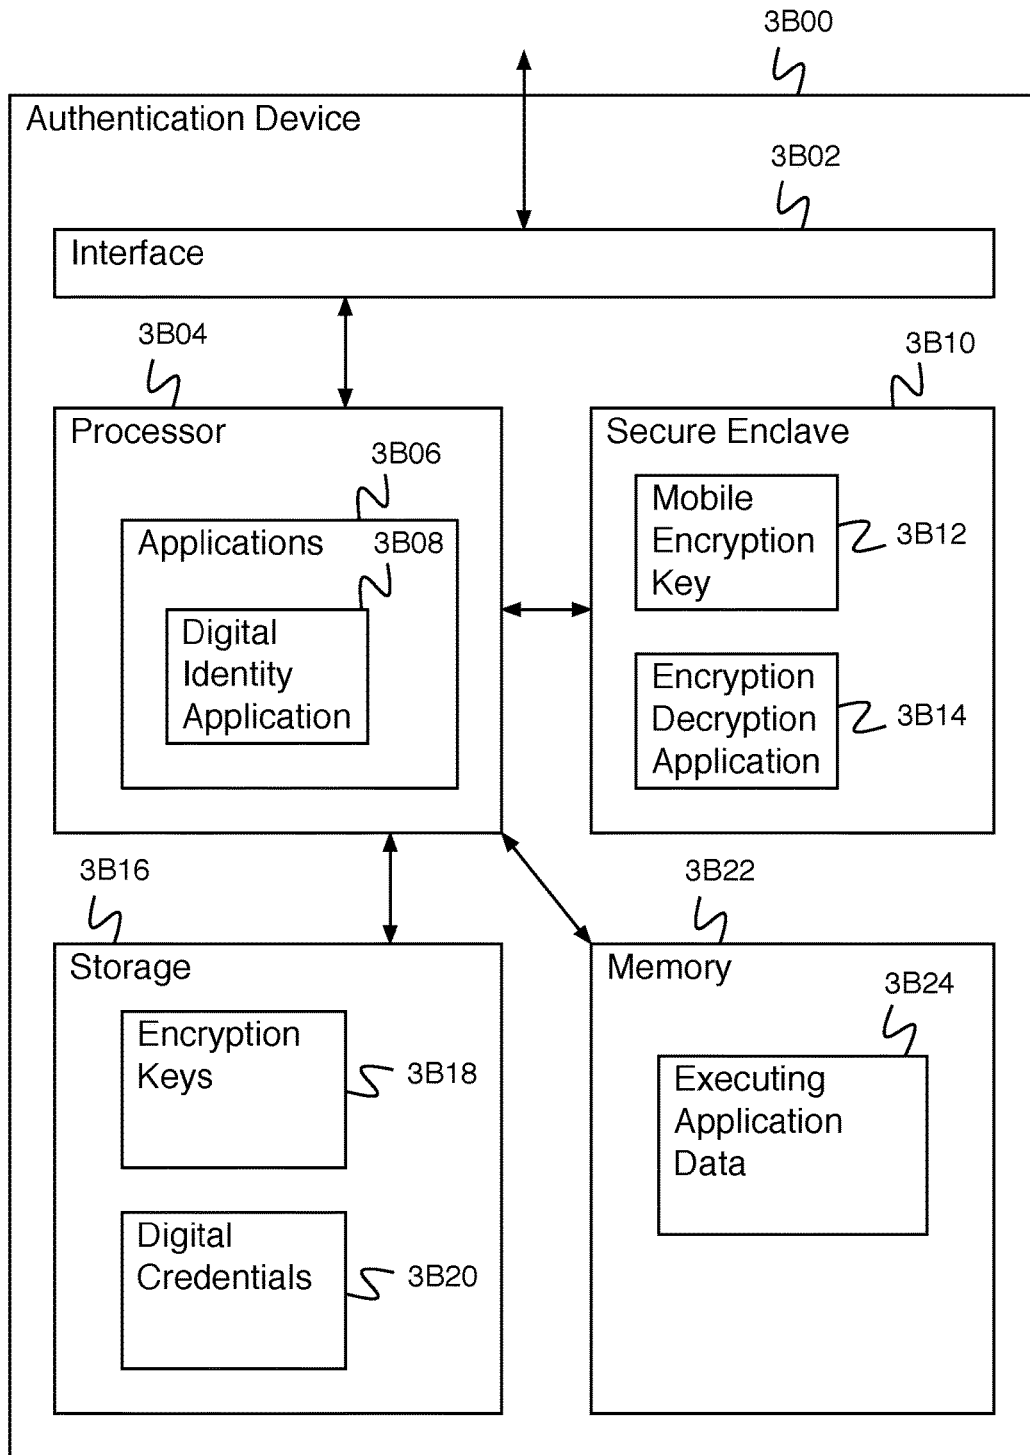 3B00
Authentication Device
3B02
Interface
3B04
3B10
Processor
Secure Enclave
3B06
Applications
3B08
Digital
Identity
Application
Mobile
Encryption
Key
3B12
Encryption
Decryption
Application
3B14
3B16
3B22
Storage
Memory
Encryption
Keys
3B18
Digital
Credentials
3B20
3B24
Executing
Application
Data